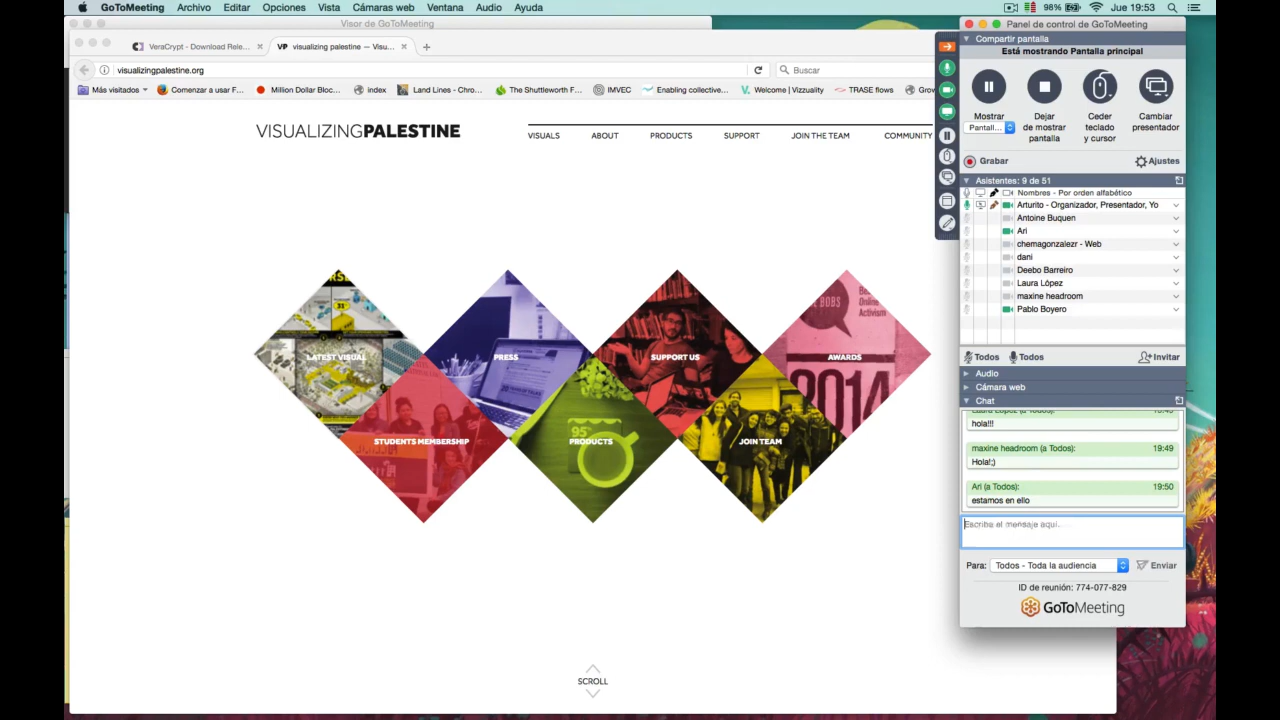 GoToMeeting Archivo Editar Opciones Vista Cámaras web Ventana Audio Ayuda 98% Jue 19:53
Visor de GoToMeeting
VeraCrypt - Download Rele...
VP visualizing palestine — Visu...
visualizingpalestine.org
Buscar
Más visitados
Comenzar a usar F...
Million Dollar Bloc...
index
Land Lines - Chro...
The Shuttleworth F...
IMVEC
Enabling collective...
Welcome | Vizzuality
TRASE flows
Grov
VISUALIZINGPALESTINE
VISUALS ABOUT PRODUCTS SUPPORT JOIN THE TEAM COMMUNITY
LATEST VISUAL
PRESS
SUPPORT US
AWARDS
2014
STUDENTS MEMBERSHIP
PRODUCTS
95°
JOIN TEAM
SCROLL
Panel de control de GoToMeeting
Compartir pantalla
Está mostrando Pantalla principal
Mostrar
Pantall...
Dejar
de mostrar
pantalla
Ceder
teclado
y cursor
Cambiar
presentador
Grabar
Ajustes
Asistentes: 9 de 51
Nombres - Por orden alfabético
Arturito - Organizador, Presentador, Yo
Antoine Buquen
Ari
chemagonzalezr - Web
dani
Deebo Barreiro
Laura López
maxine headroom
Pablo Boyero
Todos Todos Invitar
Audio
Cámara web
Chat
hola!!!
maxine headroom (a Todos): 19:49
Hola!;)
Ari (a Todos): 19:50
estamos en ello
Escriba el mensaje aquí...
Para: Todos - Toda la audiencia Enviar
ID de reunión: 774-077-829
GoToMeeting